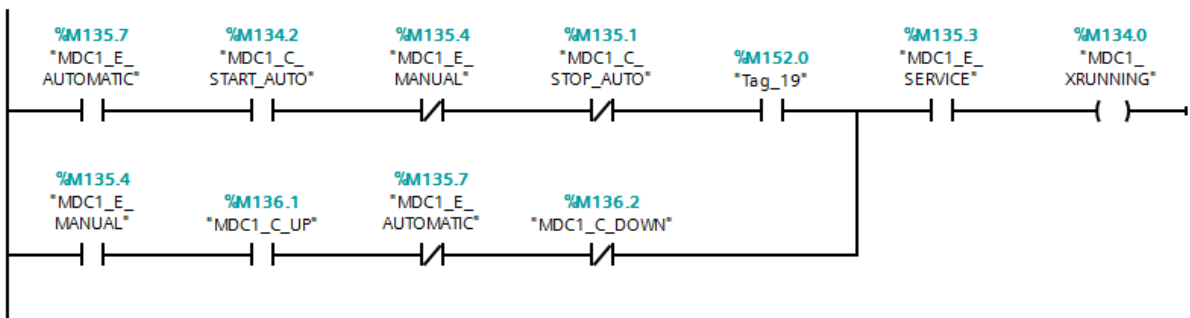 %M135.7 %M134.2 %M135.4 %M135.1 %M135.3 %M134.0
"MDC1_E_ "MDC1_C_ "MDC1_E_ "MDC1_C_ %M152.0 "MDC1_E_ "MDC1_
AUTOMATIC" START_AUTO" MANUAL" STOP_AUTO" "Tag_19" SERVICE" XRUNNING"
%M135.4 %M135.7
"MDC1_E_ %M136.1 "MDC1_E_ %M136.2
MANUAL" "MDC1_C_UP" AUTOMATIC" "MDC1_C_DOWN"